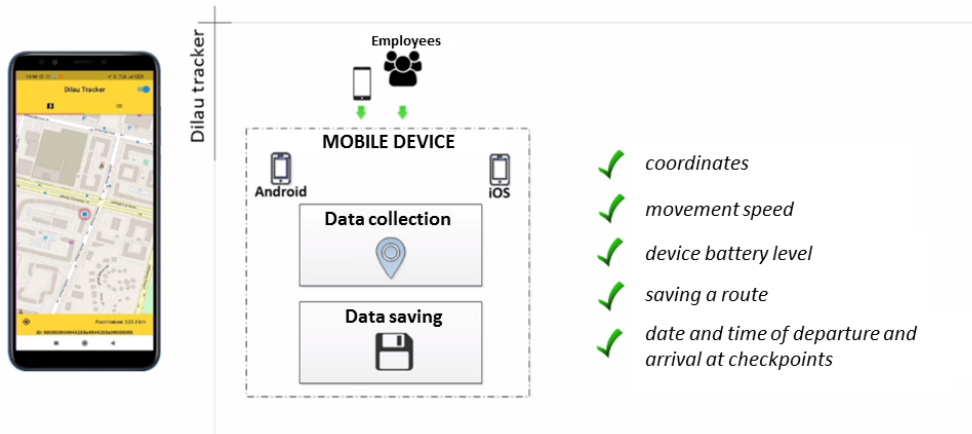 Dilau Tracker
Dilau tracker
Employees
MOBILE DEVICE
Android
iOS
Data collection
Data saving
coordinates
movement speed
device battery level
saving a route
date and time of departure and
arrival at checkpoints